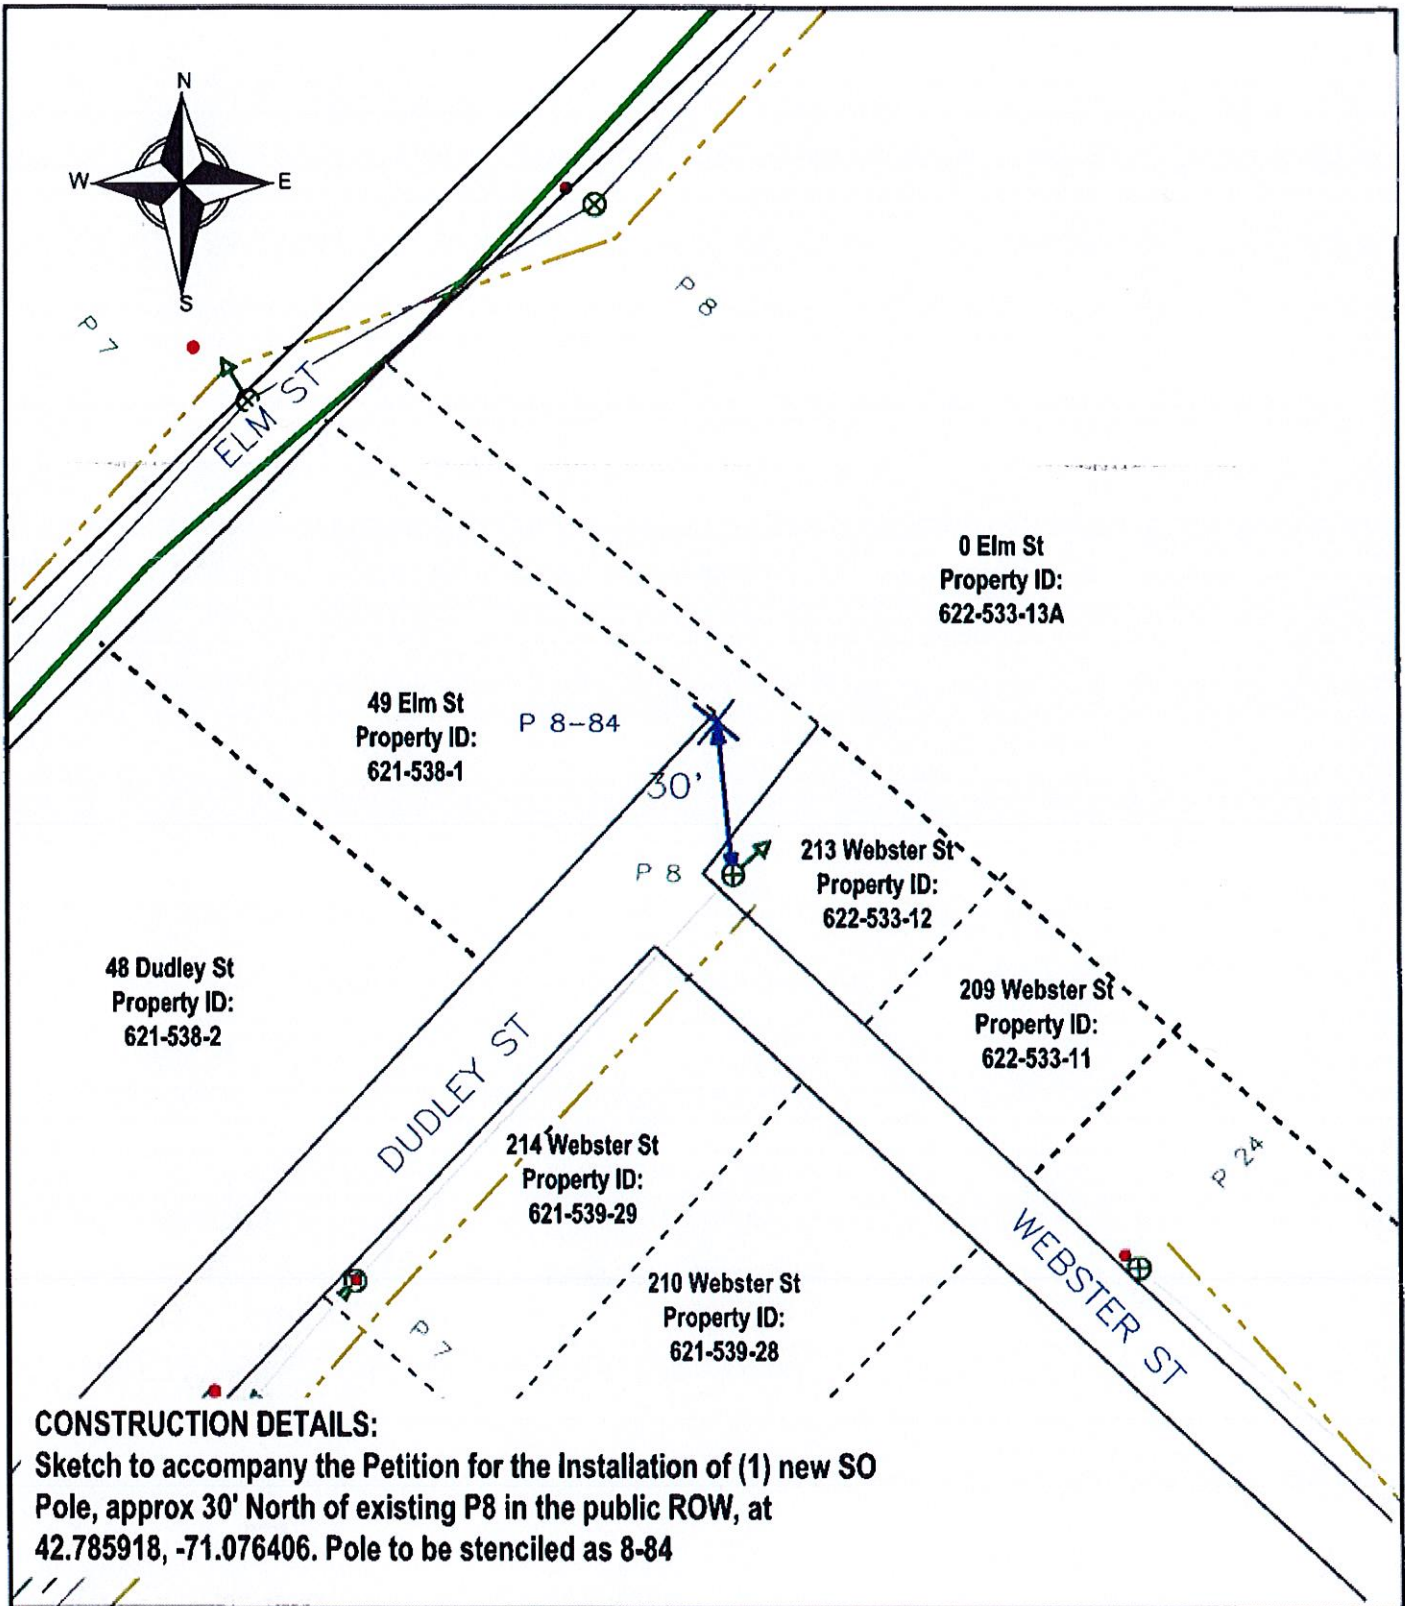 N
W
E
S
P 7
P 8
ELM ST
0 Elm St
Property ID:
622-533-13A
49 Elm St
Property ID:
621-538-1
P 8-84
30'
P 8
213 Webster St
Property ID:
622-533-12
48 Dudley St
Property ID:
621-538-2
209 Webster St
Property ID:
622-533-11
DUDLEY ST
214 Webster St
Property ID:
621-539-29
P 24
WEBSTER ST
210 Webster St
Property ID:
621-539-28
P 7
CONSTRUCTION DETAILS:
Sketch to accompany the Petition for the Installation of (1) new SO
Pole, approx 30' North of existing P8 in the public ROW, at
42.785918, -71.076406. Pole to be stenciled as 8-84